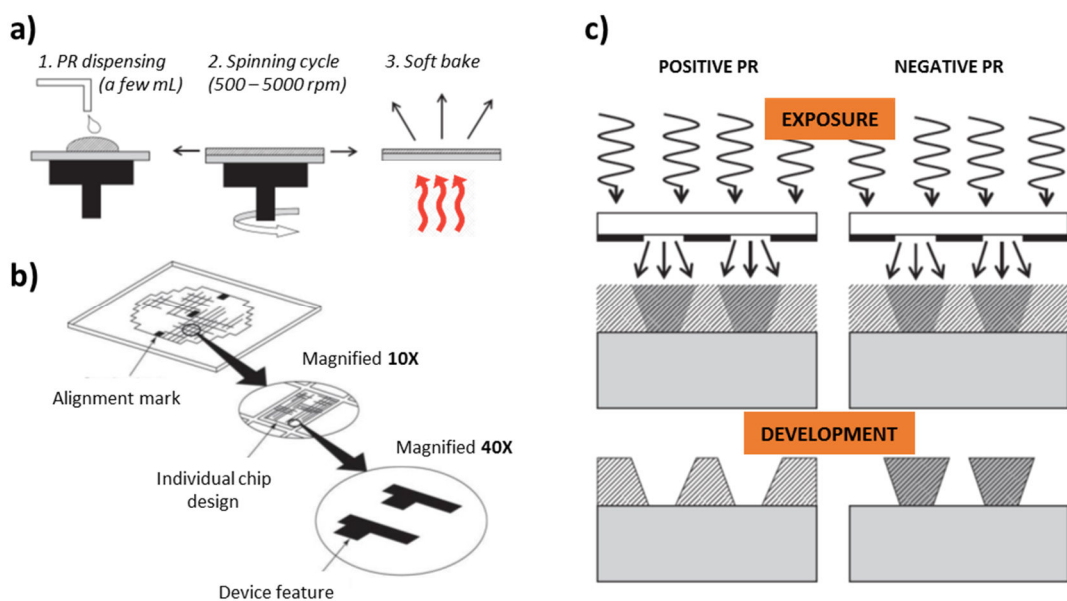 a)
1. PR dispensing
(a few mL)
2. Spinning cycle
(500 – 5000 rpm)
3. Soft bake
b)
Magnified 10X
Alignment mark
Magnified 40X
Individual chip
design
Device feature
c)
POSITIVE PR
NEGATIVE PR
EXPOSURE
DEVELOPMENT